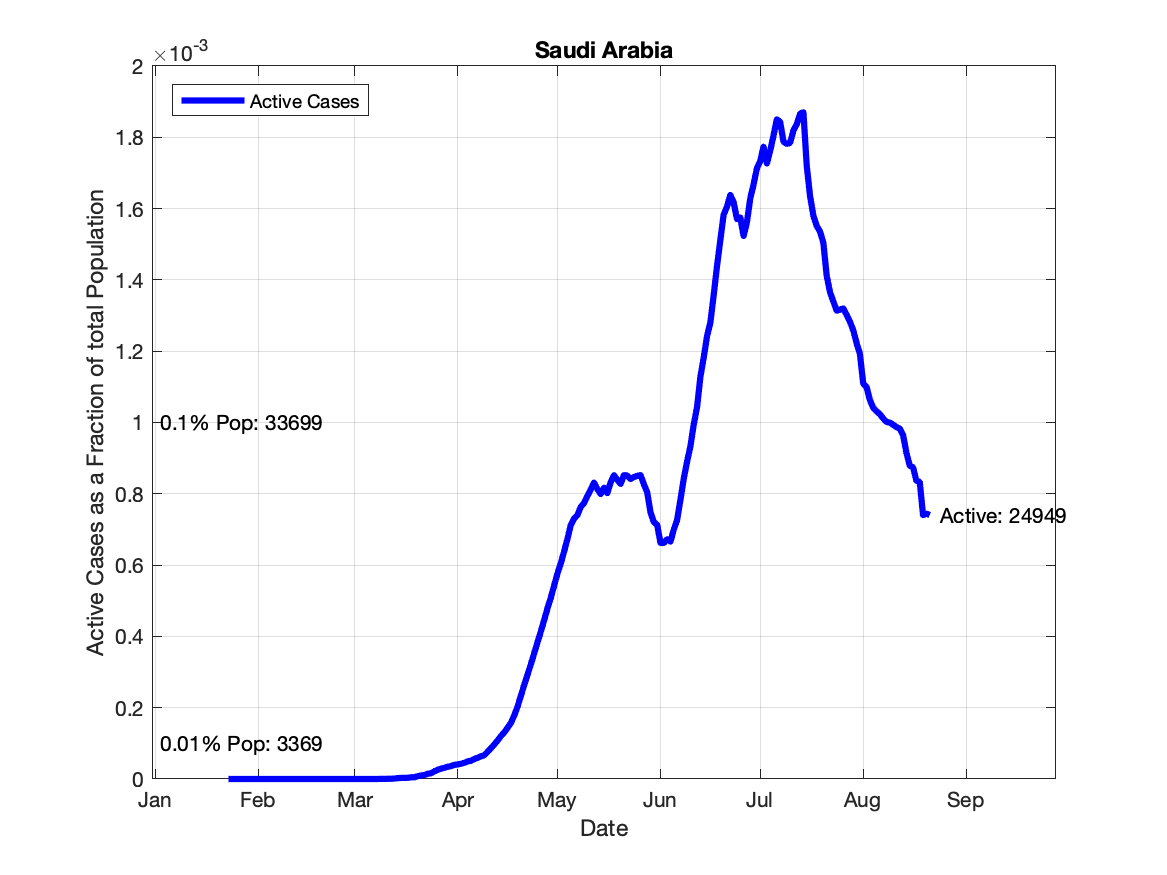 Saudi Arabia
×10-3
Active Cases
2
1.8
1.6
1.4
1.2
1
0.8
0.6
0.4
0.2
0
Active Cases as a Fraction of total Population
0.1% Pop: 33699
Active: 24949
0.01% Pop: 3369
Jan Feb Mar Apr May Jun Jul Aug Sep
Date